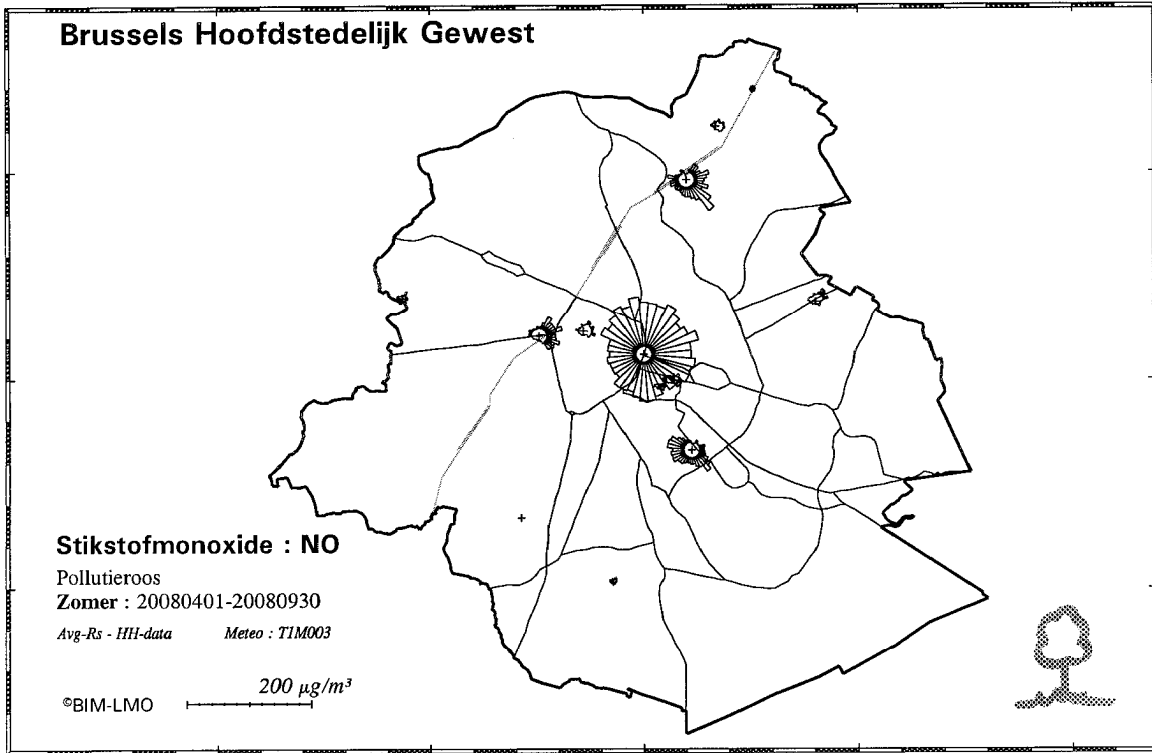 Brussels Hoofdstedelijk Gewest
Stikstofmonoxide : NO
Pollutieroos
Zomer : 20080401-20080930
Avg-Rs - HH-data Meteo : T1M003
200 μg/m³
©BIM-LMO